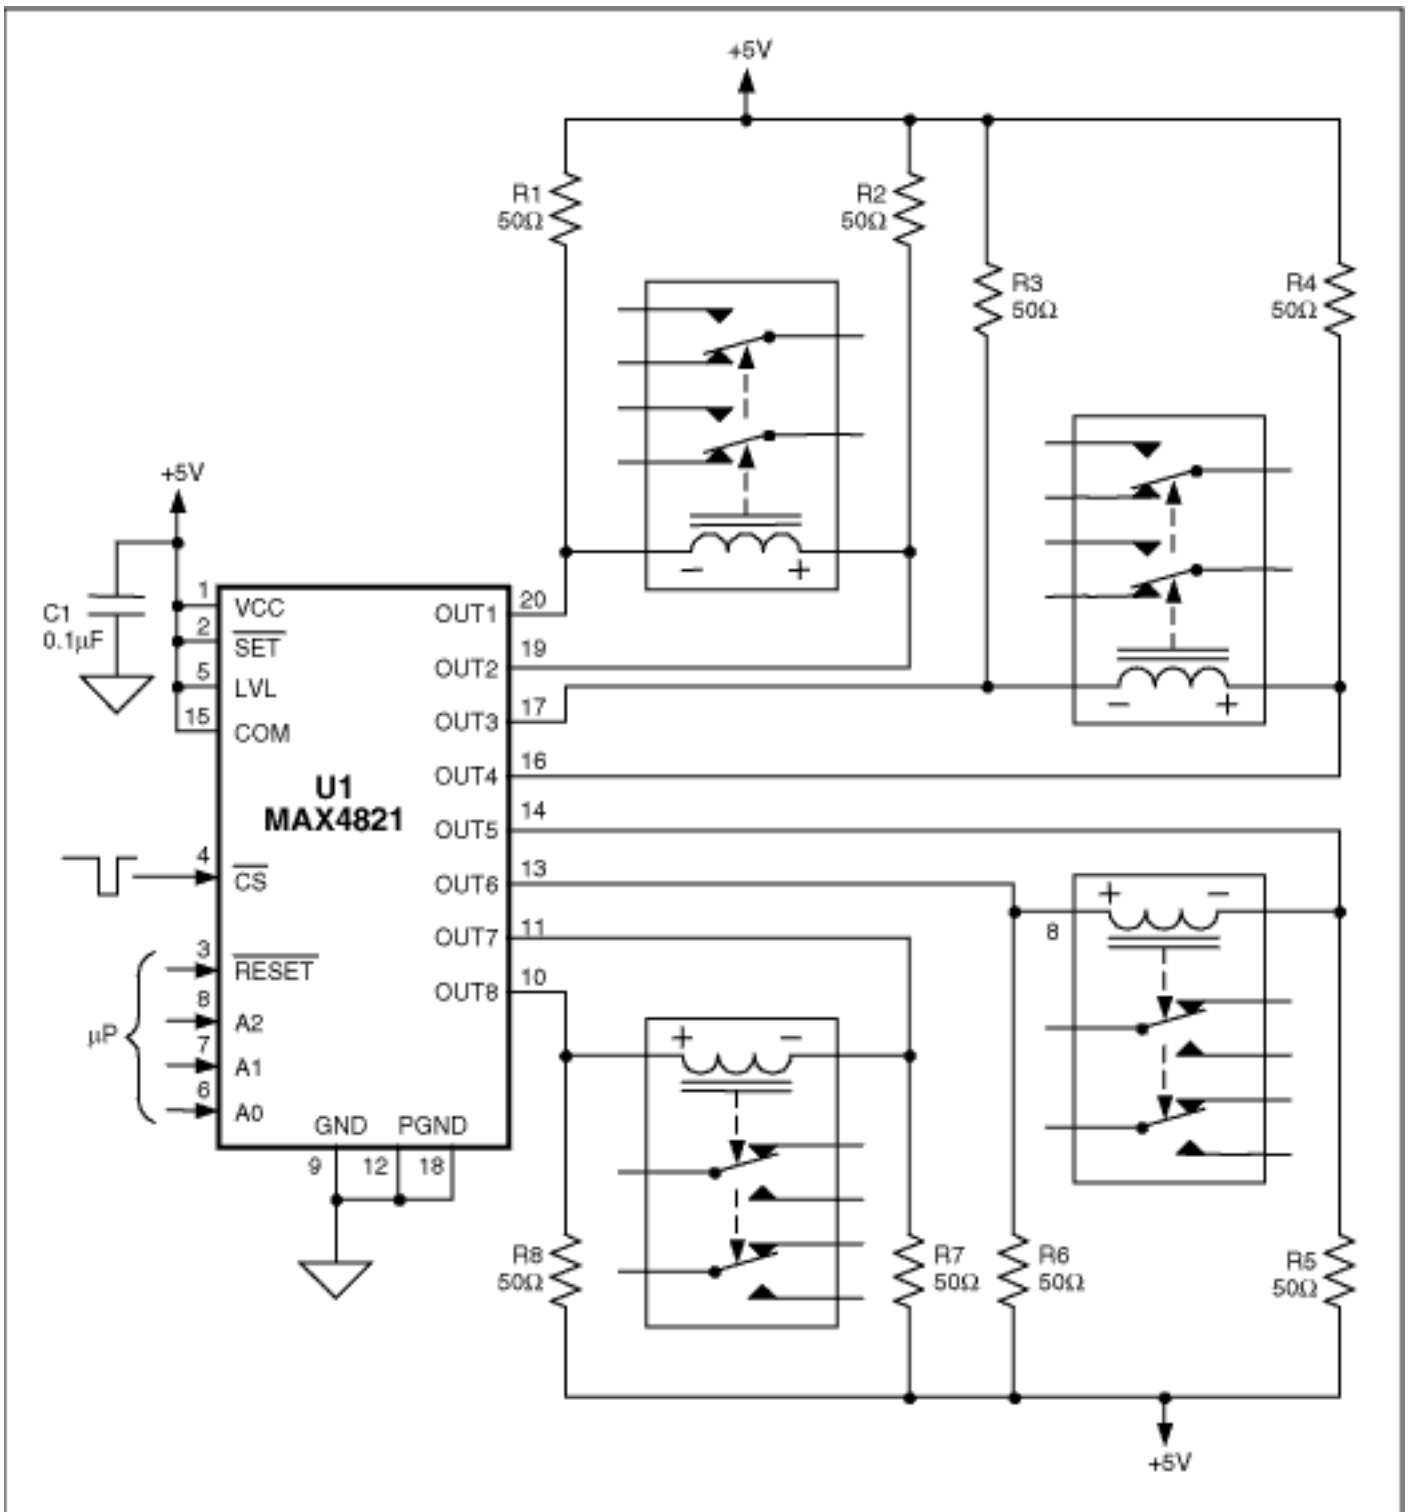 +5V
R1
50Ω
R2
50Ω
R3
50Ω
R4
50Ω
- +
- +
+5V
C1
0.1μF
1 VCC
2 SET
5 LVL
15 COM
U1
MAX4821
4 CS
3 RESET
8 A2
7 A1
6 A0
μP
OUT1 20
OUT2 19
OUT3 17
OUT4 16
OUT5 14
OUT6 13
OUT7 11
OUT8 10
GND PGND
9 12 18
+ -
8
+ -
R8
50Ω
R7
50Ω
R6
50Ω
R5
50Ω
+5V